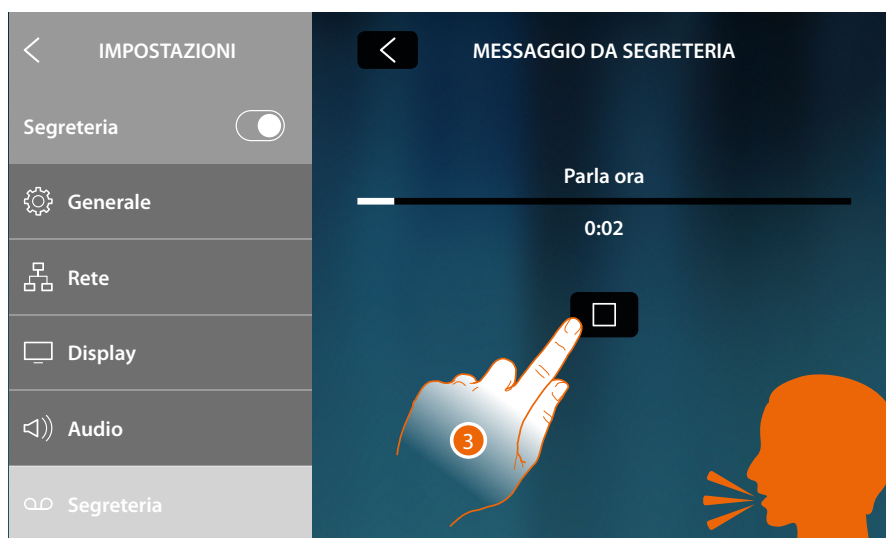 IMPOSTAZIONI
Segreteria
Generale
Rete
Display
Audio
Segreteria
MESSAGGIO DA SEGRETERIA
Parla ora
0:02
3